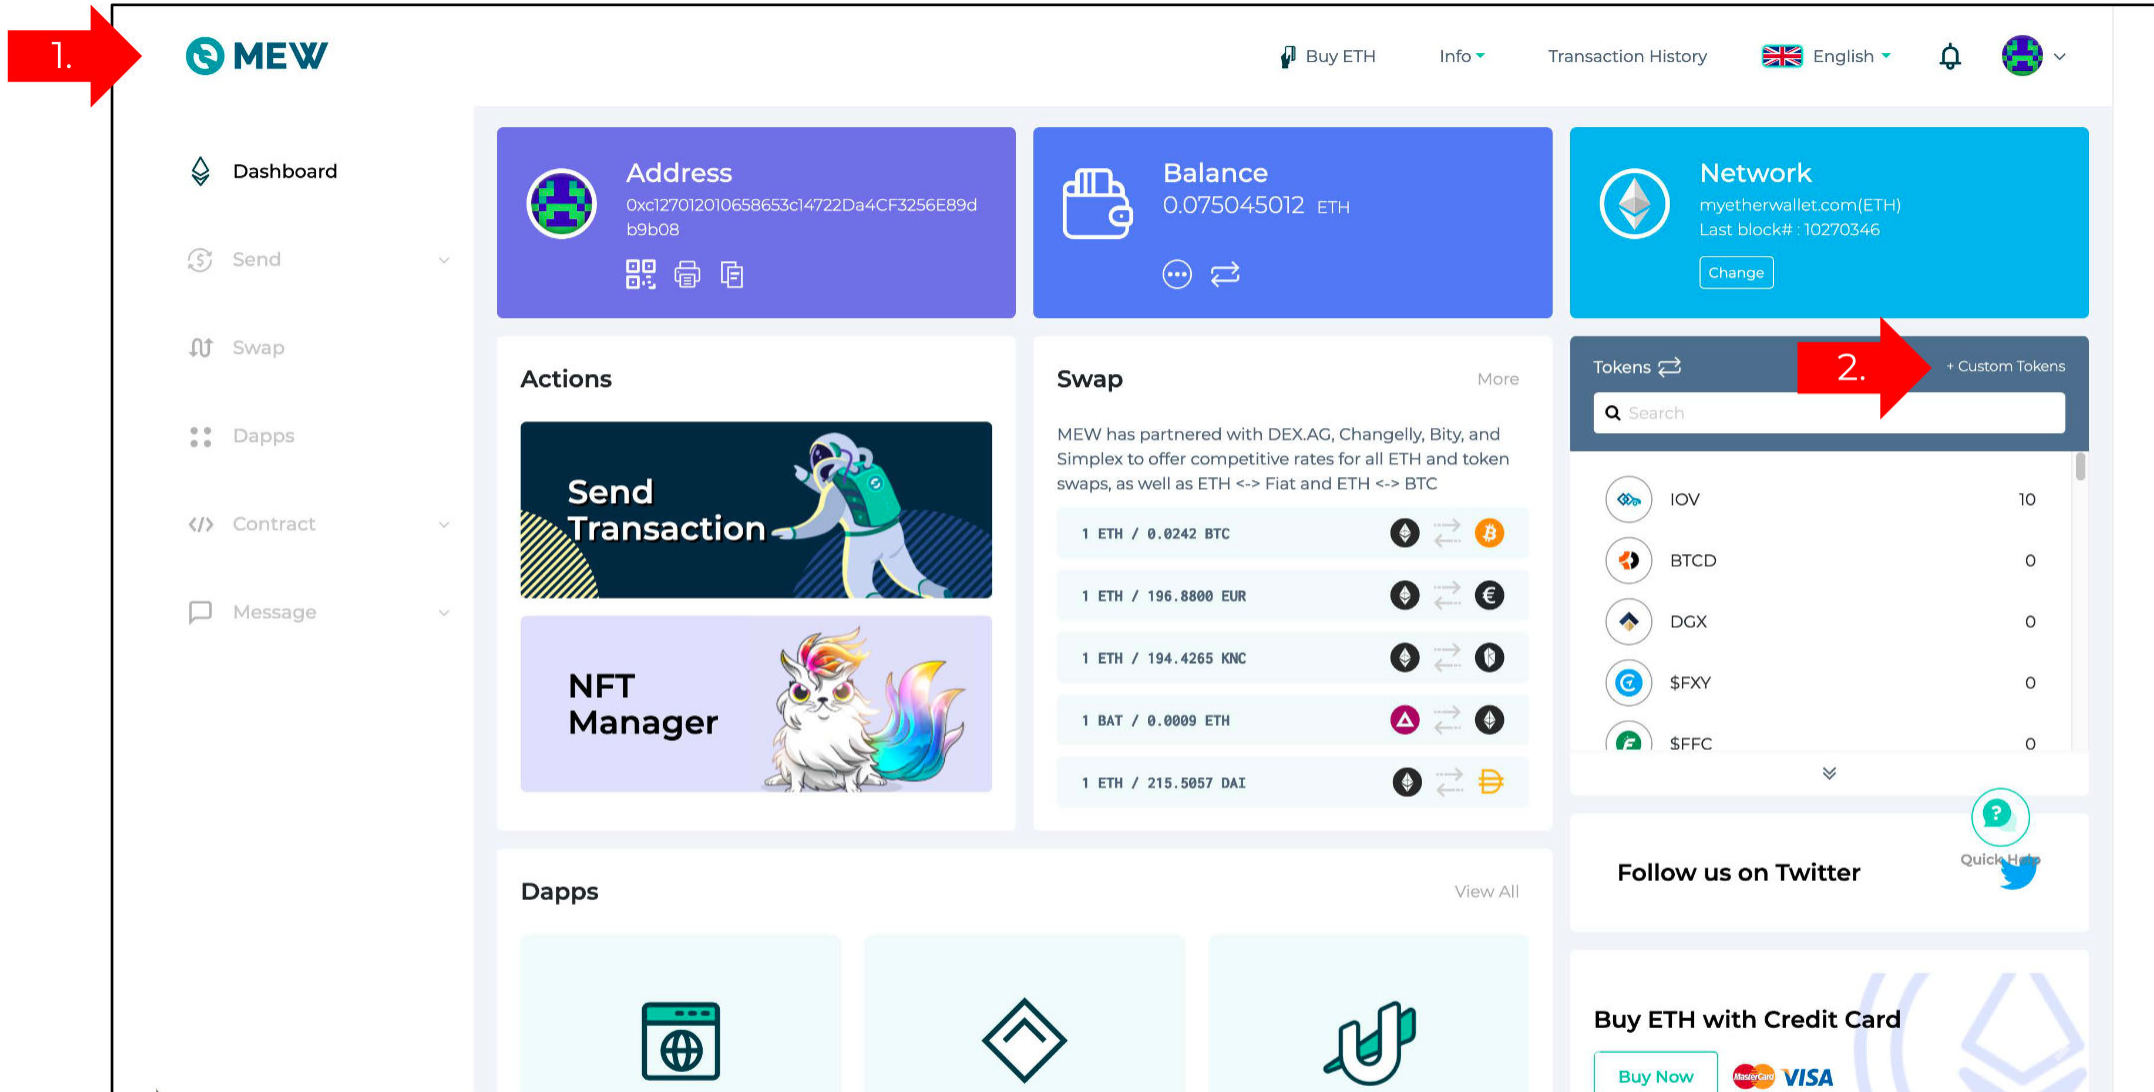 1.
MEW
Buy ETH
Info
Transaction History
English
Dashboard
Send
Swap
Dapps
Contract
Message
Address
0xc127012010658653c14722Da4CF3256E89d
b9b08
Balance
0.075045012 ETH
Network
myetherwallet.com(ETH)
Last block# : 10270346
Change
Actions
Send
Transaction
NFT
Manager
Swap
More
MEW has partnered with DEX.AG, Changelly, Bity, and
Simplex to offer competitive rates for all ETH and token
swaps, as well as ETH <-> Fiat and ETH <-> BTC
1 ETH / 0.0242 BTC
1 ETH / 196.8800 EUR
1 ETH / 194.4265 KNC
1 BAT / 0.0009 ETH
1 ETH / 215.5057 DAI
Tokens
2.
+ Custom Tokens
Search
IOV 10
BTCD 0
DGX 0
$FXY 0
$FFC 0
Quick Help
Follow us on Twitter
Dapps
View All
Buy ETH with Credit Card
Buy Now
MasterCard VISA